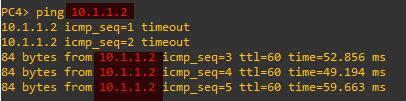 PC4> ping 10.1.1.2
10.1.1.2 icmp_seq=1 timeout
10.1.1.2 icmp_seq=2 timeout
84 bytes from 10.1.1.2 icmp_seq=3 ttl=60 time=52.856 ms
84 bytes from 10.1.1.2 icmp_seq=4 ttl=60 time=49.194 ms
84 bytes from 10.1.1.2 icmp_seq=5 ttl=60 time=59.663 ms